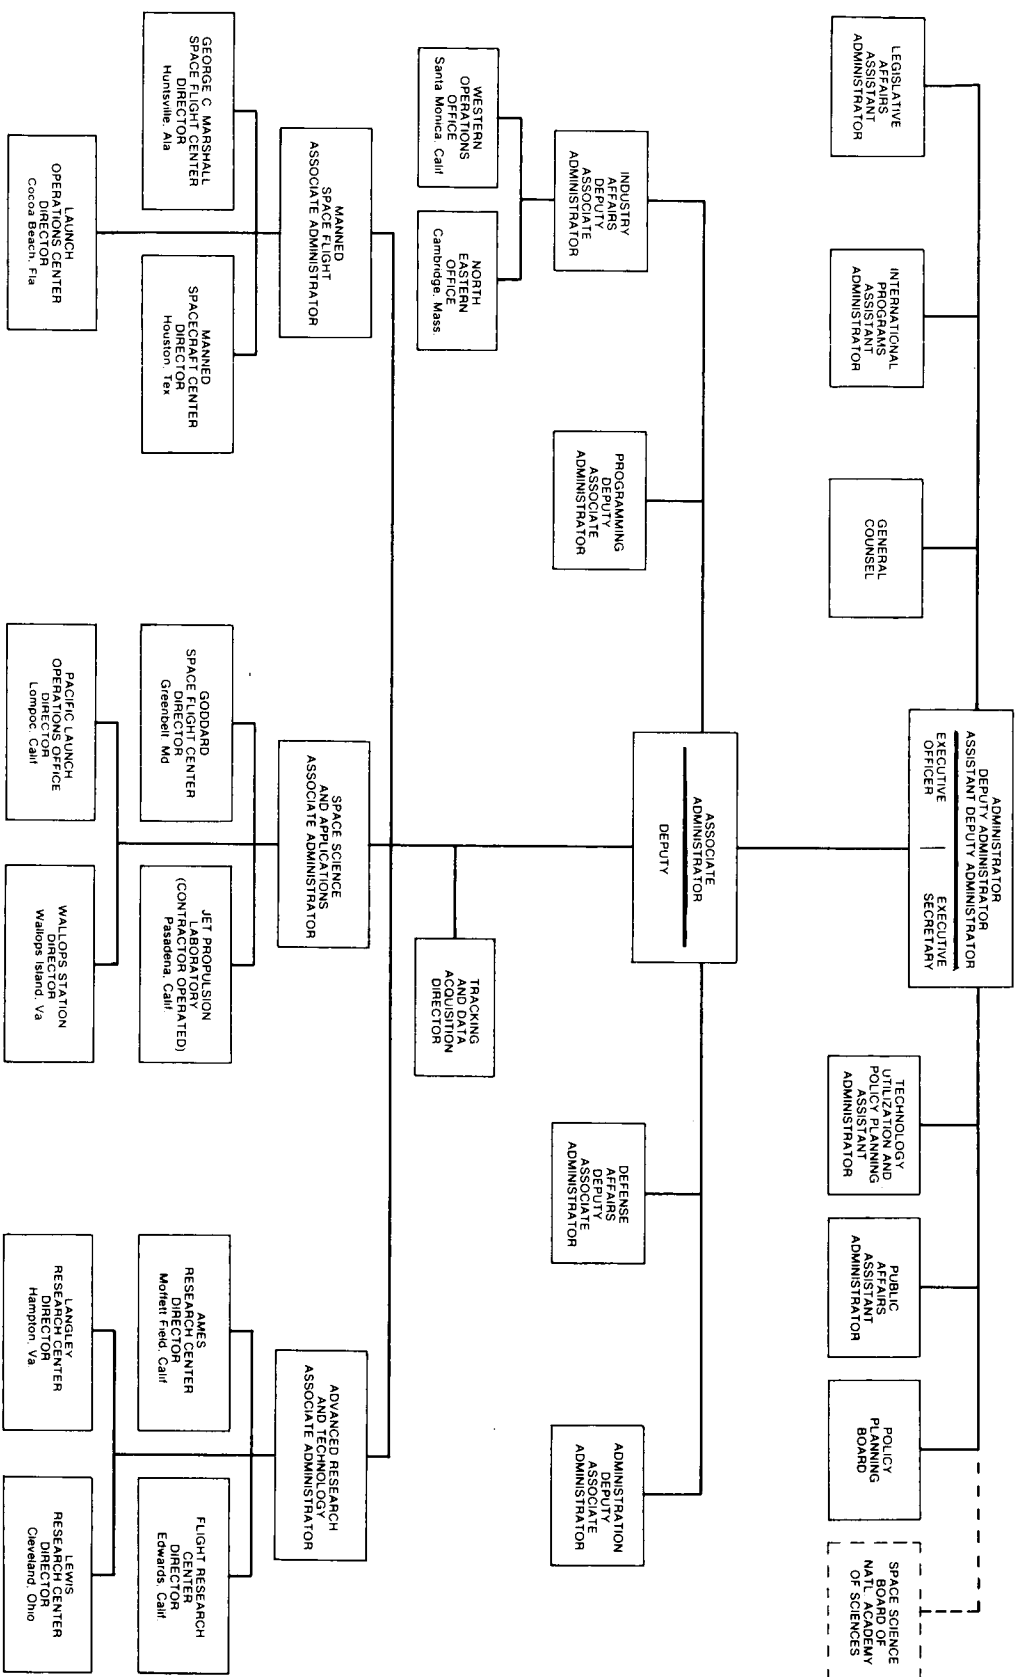 ADMINISTRATOR
DEPUTY ADMINISTRATOR
ASSISTANT DEPUTY ADMINISTRATOR
EXECUTIVE
OFFICER
EXECUTIVE
SECRETARY
LEGISLATIVE
AFFAIRS
ASSISTANT
ADMINISTRATOR
INTERNATIONAL
PROGRAMS
ASSISTANT
ADMINISTRATOR
GENERAL
COUNSEL
TECHNOLOGY
UTILIZATION AND
POLICY PLANNING
ASSISTANT
ADMINISTRATOR
PUBLIC
AFFAIRS
ASSISTANT
ADMINISTRATOR
POLICY
PLANNING
BOARD
SPACE SCIENCE
BOARD OF
NATL. ACADEMY
OF SCIENCES
ASSOCIATE
ADMINISTRATOR
DEPUTY
INDUSTRY
AFFAIRS
DEPUTY
ASSOCIATE
ADMINISTRATOR
PROGRAMMING
DEPUTY
ASSOCIATE
ADMINISTRATOR
DEFENSE
AFFAIRS
DEPUTY
ASSOCIATE
ADMINISTRATOR
ADMINISTRATION
DEPUTY
ASSOCIATE
ADMINISTRATOR
WESTERN
OPERATIONS
OFFICE
Santa Monica, Calif
NORTH
EASTERN
OFFICE
Cambridge, Mass.
TRACKING
AND DATA
ACQUISITION
DIRECTOR
MANNED
SPACE FLIGHT
ASSOCIATE ADMINISTRATOR
SPACE SCIENCE
AND APPLICATIONS
ASSOCIATE ADMINISTRATOR
ADVANCED RESEARCH
AND TECHNOLOGY
ASSOCIATE ADMINISTRATOR
GEORGE C. MARSHALL
SPACE FLIGHT CENTER
DIRECTOR
Huntsville, Ala
MANNED
SPACECRAFT CENTER
DIRECTOR
Houston, Tex
GODDARD
SPACE FLIGHT CENTER
DIRECTOR
Greenbelt, Md
JET PROPULSION
LABORATORY
(CONTRACTOR OPERATED)
Pasadena, Calif.
AMES
RESEARCH CENTER
DIRECTOR
Moffett Field, Calif
FLIGHT RESEARCH
CENTER
DIRECTOR
Edwards, Calif
LAUNCH
OPERATIONS CENTER
DIRECTOR
Cocoa Beach, Fla
PACIFIC LAUNCH
OPERATIONS OFFICE
DIRECTOR
Lompoc, Calif
WALLOPS STATION
DIRECTOR
Wallops Island, Va
LANGLEY
RESEARCH CENTER
DIRECTOR
Hampton, Va
LEWIS
RESEARCH CENTER
DIRECTOR
Cleveland, Ohio